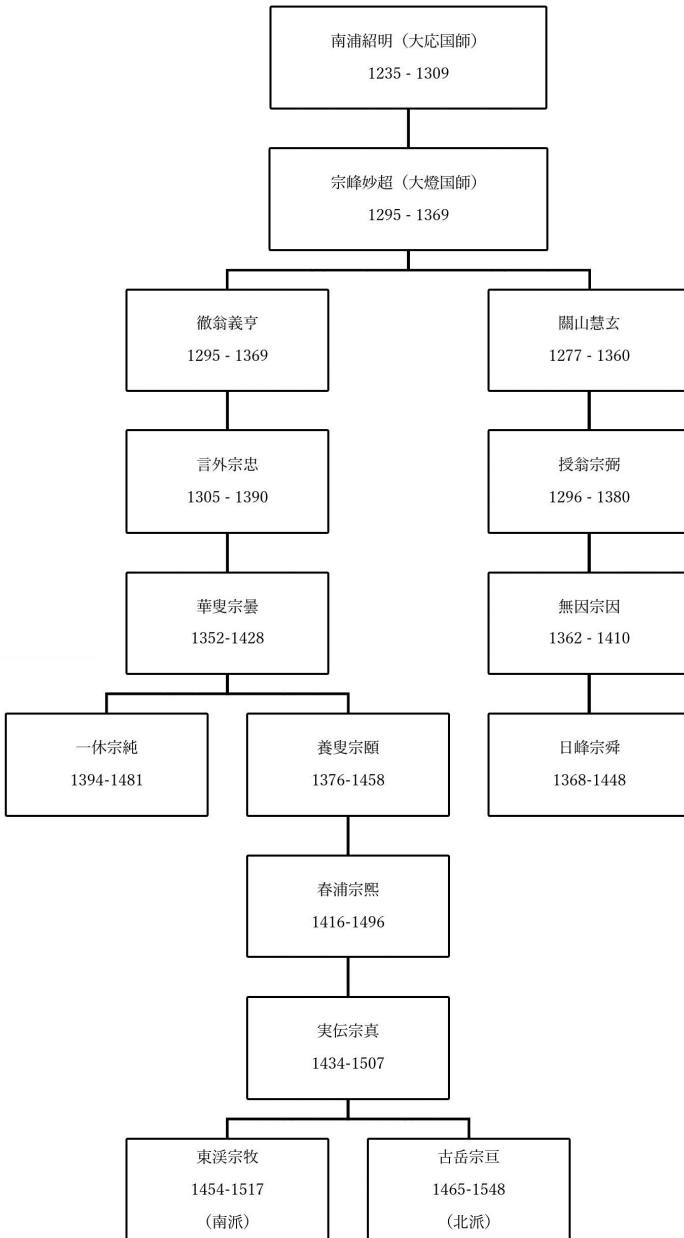 南浦紹明（大応国師）
1235 - 1309
宗峰妙超（大燈国師）
1295 - 1369
徹翁義亨
1295 - 1369
關山慧玄
1277 - 1360
言外宗忠
1305 - 1390
授翁宗弼
1296 - 1380
華叟宗曇
1352-1428
無因宗因
1362 - 1410
一休宗純
1394-1481
養叟宗頤
1376-1458
日峰宗舜
1368-1448
春浦宗熙
1416-1496
実伝宗真
1434-1507
東渓宗牧
1454-1517
（南派）
古岳宗亘
1465-1548
（北派）